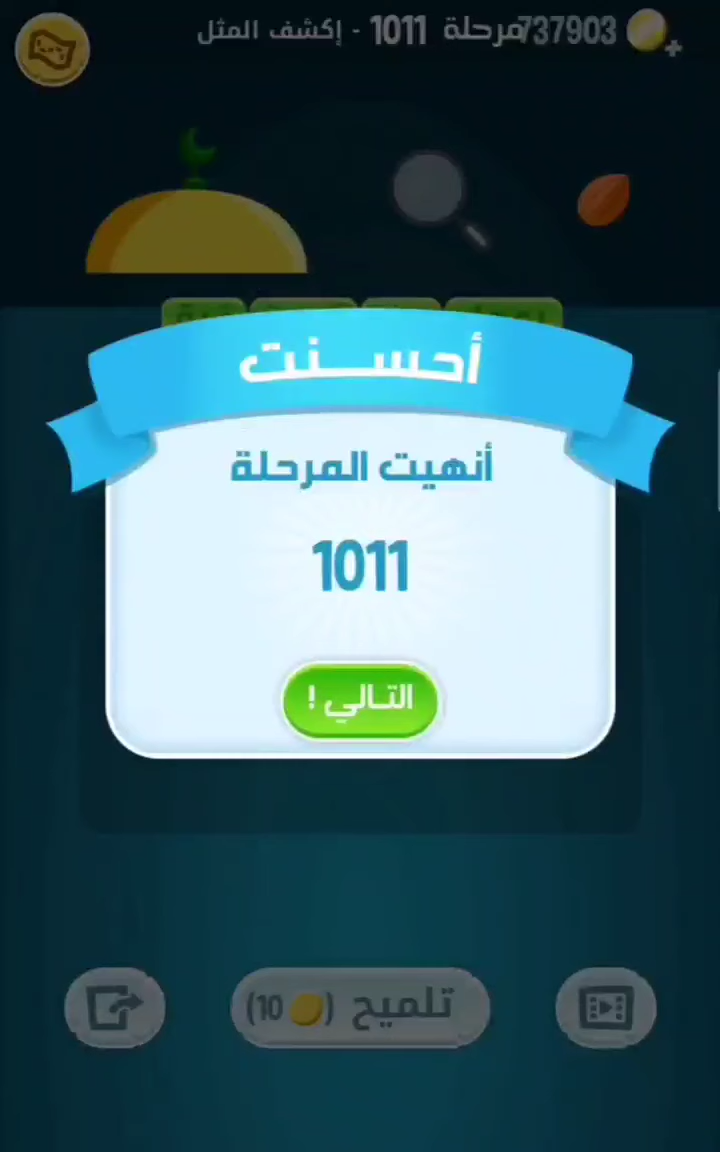 737903 مرحلة 1011 - إكشف المثل
أحسنت
أنهيت المرحلة
1011
التالي !
تلميح (10)